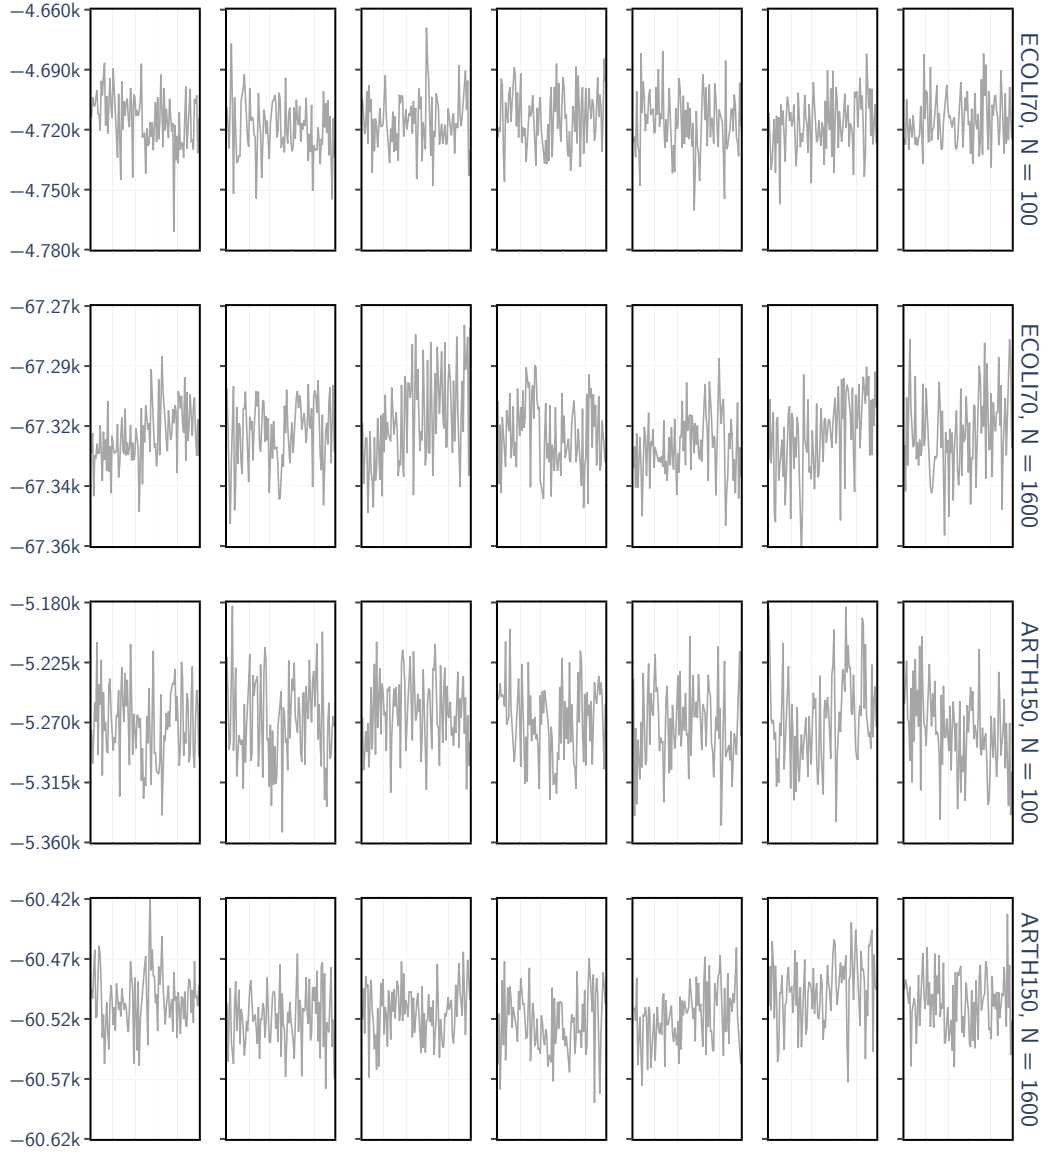 −4.660k
−4.690k
−4.720k
−4.750k
−4.780k
ECOLI70, N = 100
−67.27k
−67.29k
−67.32k
−67.34k
−67.36k
ECOLI70, N = 1600
−5.180k
−5.225k
−5.270k
−5.315k
−5.360k
ARTH150, N = 100
−60.42k
−60.47k
−60.52k
−60.57k
−60.62k
ARTH150, N = 1600